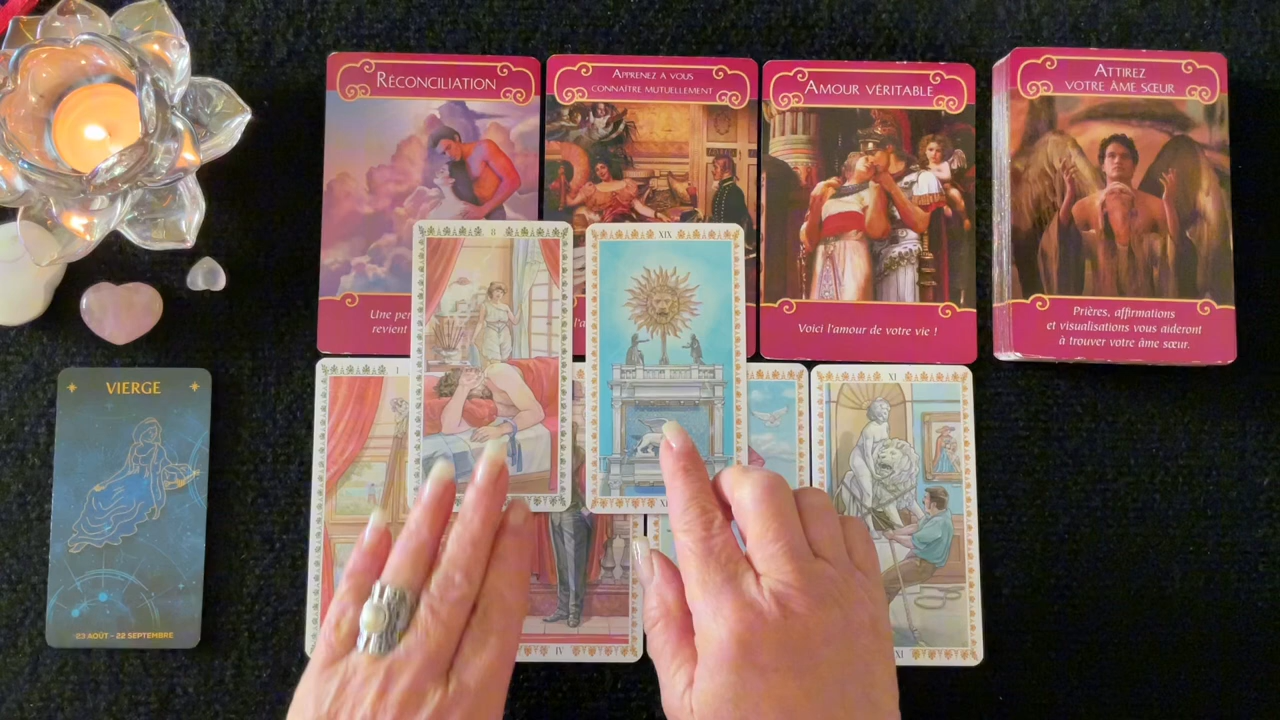 RÉCONCILIATION
Une per
revient
APPRENEZ A VOUS
CONNAÎTRE MUTUELLEMENT
l'a
AMOUR VÉRITABLE
Voici l'amour de votre vie !
ATTIREZ
VOTRE ÂME SŒUR
Prières, affirmations
et visualisations vous aideront
à trouver votre âme sœur.
VIERGE
23 AOÛT - 22 SEPTEMBRE
II
XIX
I
XI
IV
XI